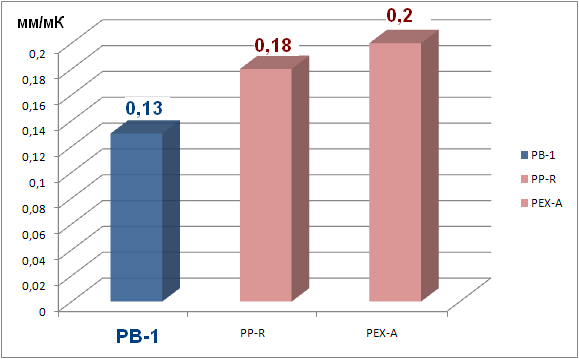 мм/мК
0,2
0,18
0,16
0,14
0,12
0,1
0,08
0,06
0,04
0,02
0
0,13
0,18
0,2
PB-1
PP-R
PEX-A
PB-1
PP-R
PEX-A